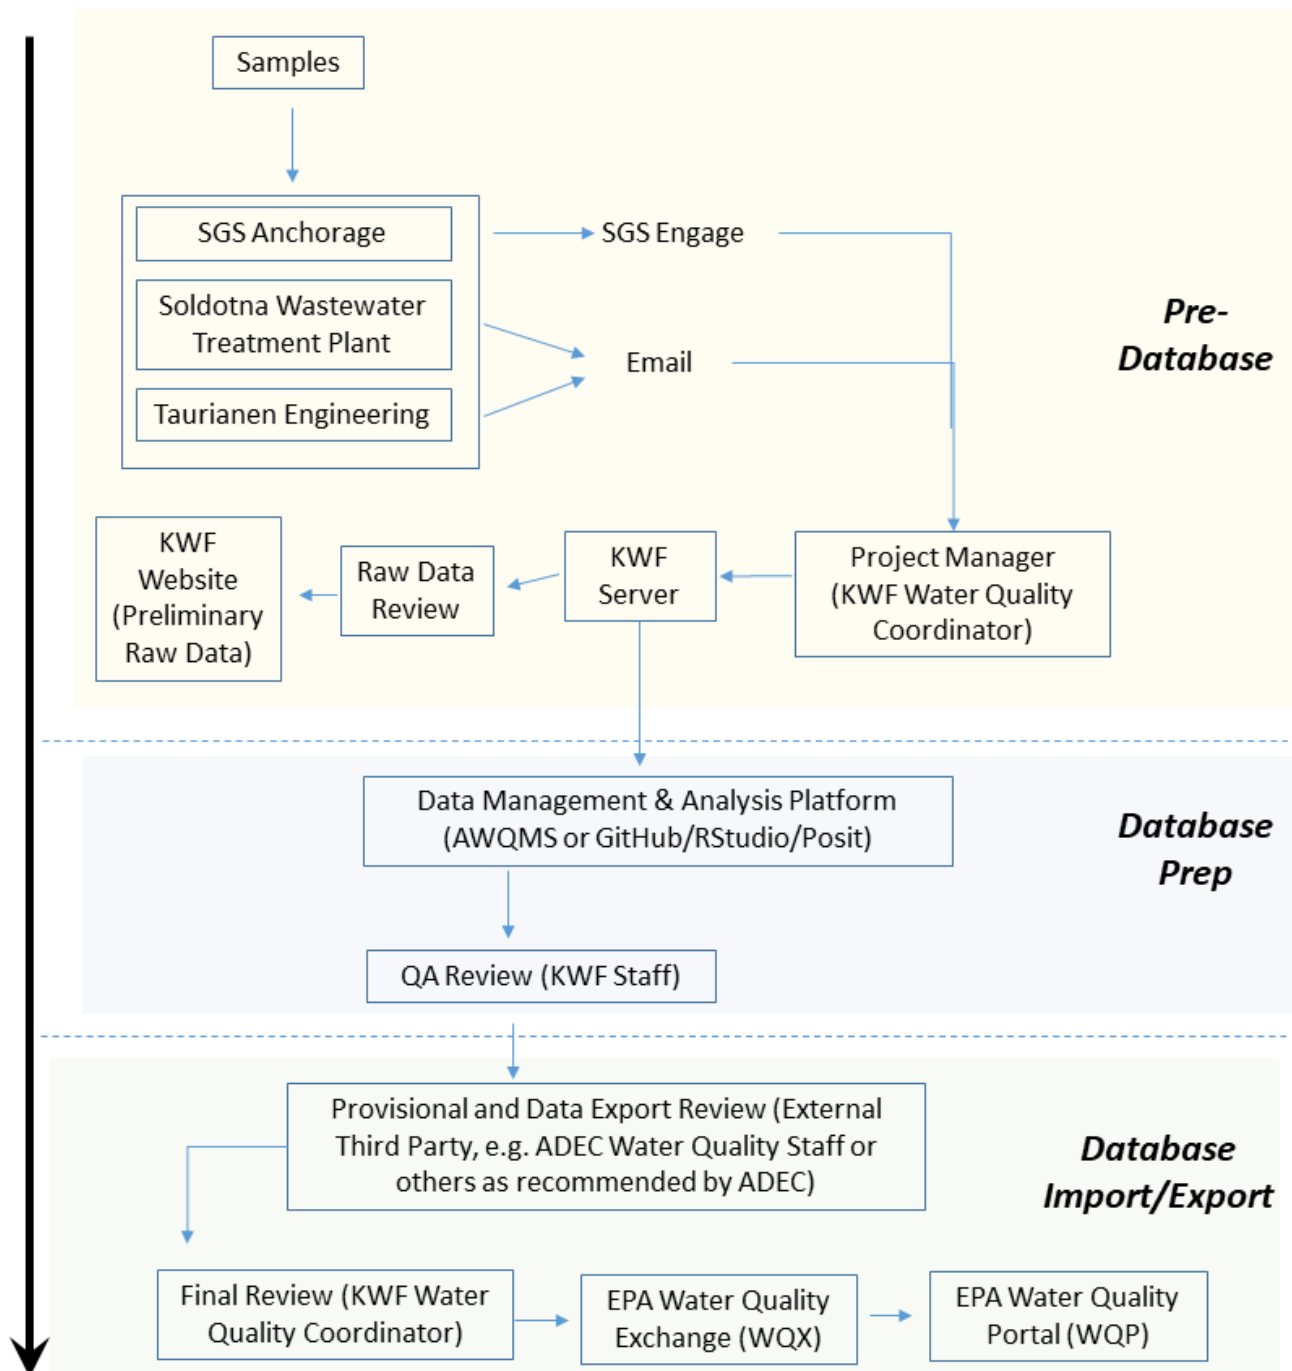 Samples
SGS Anchorage
SGS Engage
Soldotna Wastewater
Treatment Plant
Email
Taurianen Engineering
Pre-
Database
KWF
Website
(Preliminary
Raw Data)
Raw Data
Review
KWF
Server
Project Manager
(KWF Water Quality
Coordinator)
Data Management & Analysis Platform
(AWQMS or GitHub/RStudio/Posit)
Database
Prep
QA Review (KWF Staff)
Provisional and Data Export Review (External
Third Party, e.g. ADEC Water Quality Staff or
others as recommended by ADEC)
Database
Import/Export
Final Review (KWF Water
Quality Coordinator)
EPA Water Quality
Exchange (WQX)
EPA Water Quality
Portal (WQP)